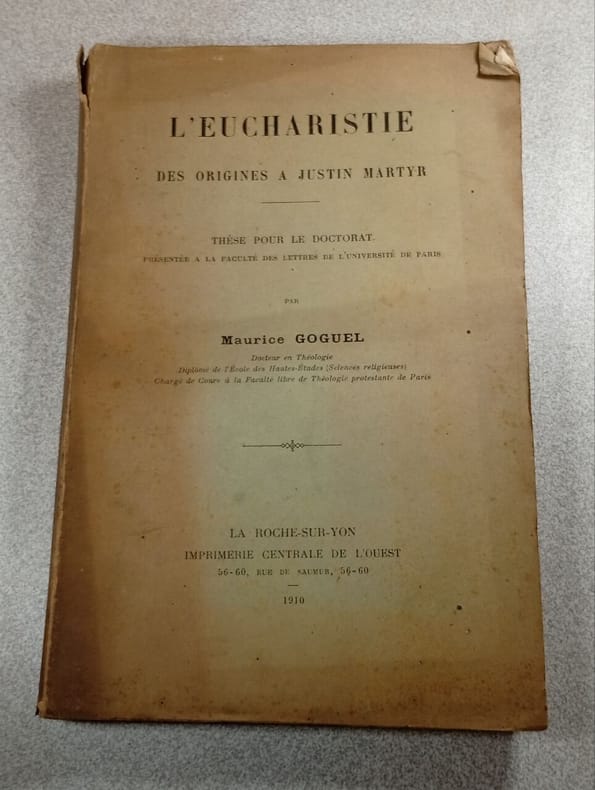 L'EUCHARISTIE
DES ORIGINES A JUSTIN MARTYR
THÈSE POUR LE DOCTORAT
PRÉSENTÉE A LA FACULTÉ DES LETTRES DE L'UNIVERSITÉ DE PARIS
PAR
Maurice GOGUEL
Docteur en Théologie
Diplômé de l'École des Hautes-Études (Sciences religieuses)
Chargé de Cours à la Faculté libre de Théologie protestante de Paris
LA ROCHE-SUR-YON
IMPRIMERIE CENTRALE DE L'OUEST
56-60, RUE DE SAUMUR, 56-60
1910